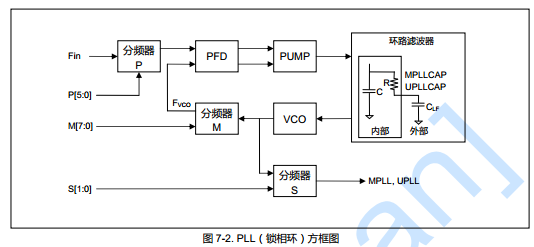 Fin
分频器
P
PFD
PUMP
环路滤波器
R
C
MPLLCAP
UPLLCAP
CLF
内部
外部
P[5:0]
Fvco
M[7:0]
分频器
M
VCO
S[1:0]
分频器
S
MPLL, UPLL
图 7-2. PLL（锁相环）方框图
an]